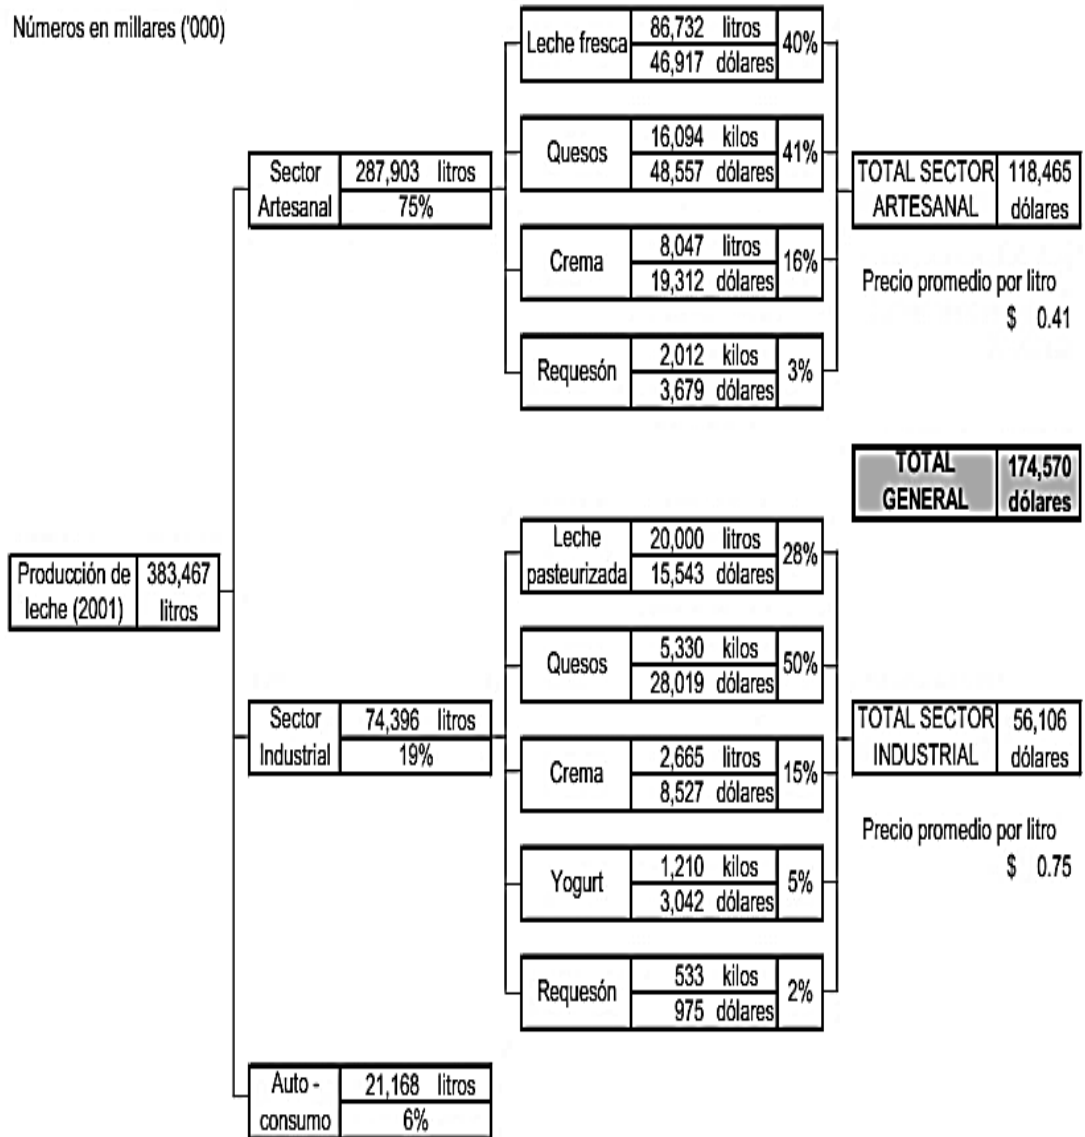 Números en millares ('000)
Leche fresca
86,732 litros
46,917 dólares
40%
Quesos
16,094 kilos
48,557 dólares
41%
Sector
Artesanal
287,903 litros
75%
TOTAL SECTOR
ARTESANAL
118,465
dólares
Crema
8,047 litros
19,312 dólares
16%
Precio promedio por litro
$ 0.41
Requesón
2,012 kilos
3,679 dólares
3%
TOTAL
GENERAL
174,570
dólares
Producción de
leche (2001)
383,467
litros
Leche
pasteurizada
20,000 litros
15,543 dólares
28%
Quesos
5,330 kilos
28,019 dólares
50%
Sector
Industrial
74,396 litros
19%
TOTAL SECTOR
INDUSTRIAL
56,106
dólares
Crema
2,665 litros
8,527 dólares
15%
Precio promedio por litro
$ 0.75
Yogurt
1,210 kilos
3,042 dólares
5%
Requesón
533 kilos
975 dólares
2%
Auto -
consumo
21,168 litros
6%